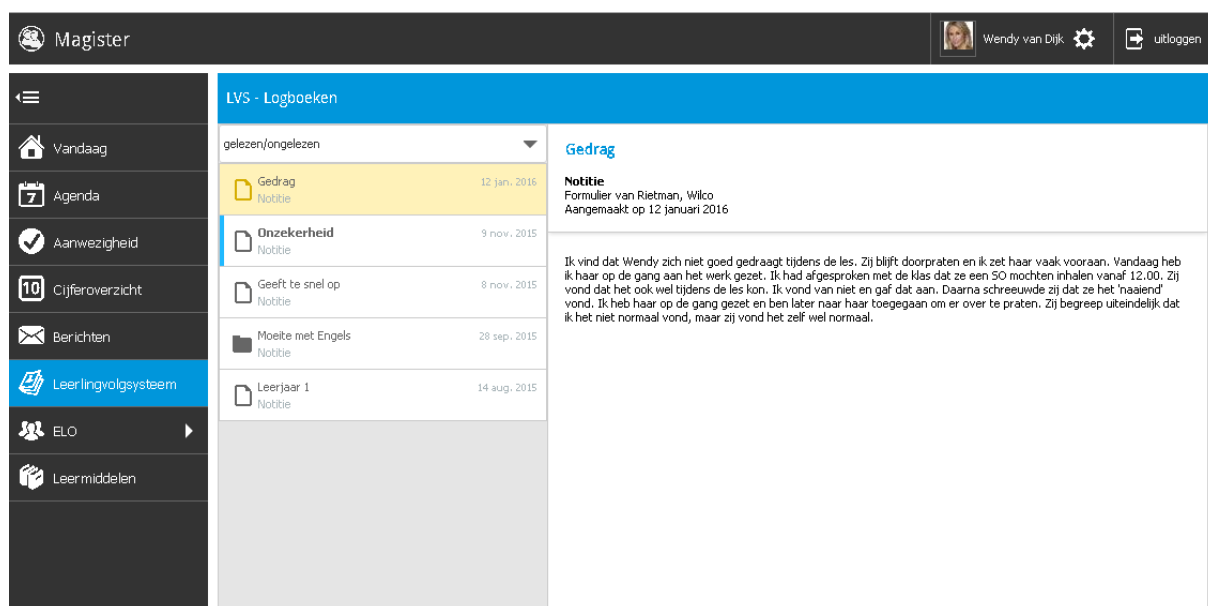 Magister
Wendy van Dijk
uitloggen
Vandaag
7
Agenda
Aanwezigheid
10
Cijferoverzicht
Berichten
Leerlingvolgsysteem
ELO
Leermiddelen
LVS - Logboeken
gelezen/ongelezen
Gedrag
12 jan. 2016
Notitie
Onzekerheid
9 nov. 2015
Notitie
Geeft te snel op
8 nov. 2015
Notitie
Moeite met Engels
28 sep. 2015
Notitie
Leerjaar 1
14 aug. 2015
Notitie
Gedrag
Notitie
Formulier van Rietman, Wilco
Aangemaakt op 12 januari 2016
Ik vind dat Wendy zich niet goed gedraagt tijdens de les. Zij blijft doorpraten en ik zet haar vaak vooraan. Vandaag heb
ik haar op de gang aan het werk gezet. Ik had afgesproken met de klas dat ze een SO mochten inhalen vanaf 12.00. Zij
vond dat het ook wel tijdens de les kon. Ik vond van niet en gaf dat aan. Daarna schreeuwde zij dat ze het 'naaiend'
vond. Ik heb haar op de gang gezet en ben later naar haar toegegaan om er over te praten. Zij begreep uiteindelijk dat
ik het niet normaal vond, maar zij vond het zelf wel normaal.